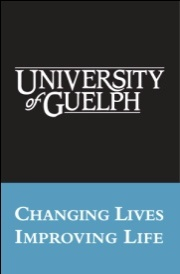 UNIVERSITY
of GUELPH
CHANGING LIVES
IMPROVING LIFE